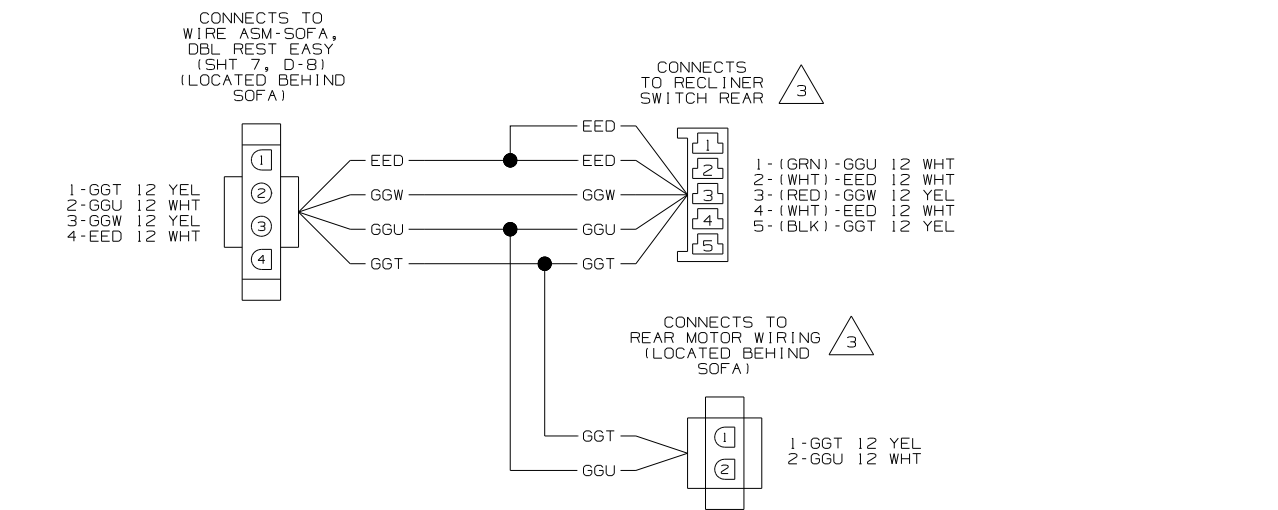 CONNECTS TO
WIRE ASM-SOFA,
DBL REST EASY
(SHT 7, D-8)
(LOCATED BEHIND
SOFA)
1-GGT 12 YEL
2-GGU 12 WHT
3-GGW 12 YEL
4-EED 12 WHT
1
2
3
4
EED
GGW
GGU
GGT
EED
EED
GGW
GGU
GGT
CONNECTS
TO RECLINER
SWITCH REAR
3
1
2
3
4
5
1-(GRN)-GGU 12 WHT
2-(WHT)-EED 12 WHT
3-(RED)-GGW 12 YEL
4-(WHT)-EED 12 WHT
5-(BLK)-GGT 12 YEL
CONNECTS TO
REAR MOTOR WIRING
(LOCATED BEHIND
SOFA)
3
GGT
GGU
1
2
1-GGT 12 YEL
2-GGU 12 WHT